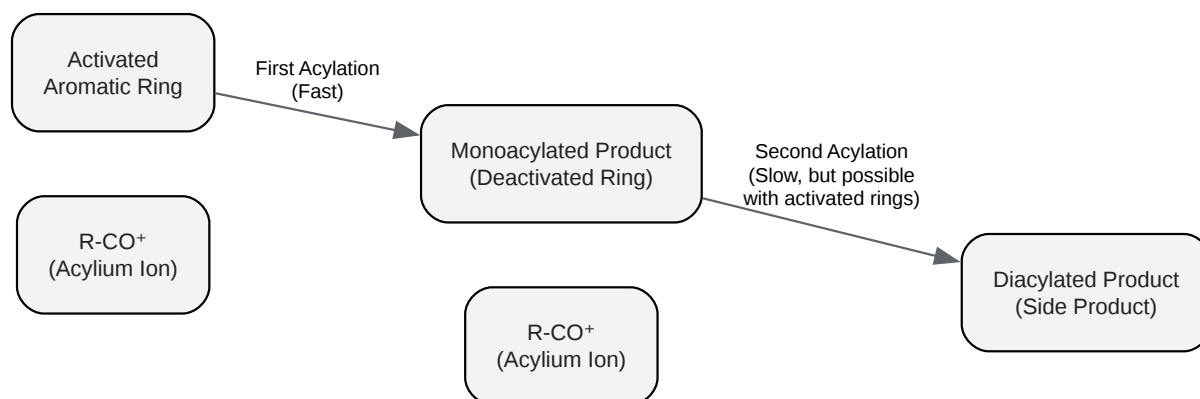 Activated
Aromatic Ring
First Acylation
(Fast)
Monoacylated Product
(Deactivated Ring)
Second Acylation
(Slow, but possible
with activated rings)
R-CO⁺
(Acylium Ion)
Diacylated Product
(Side Product)
R-CO⁺
(Acylium Ion)